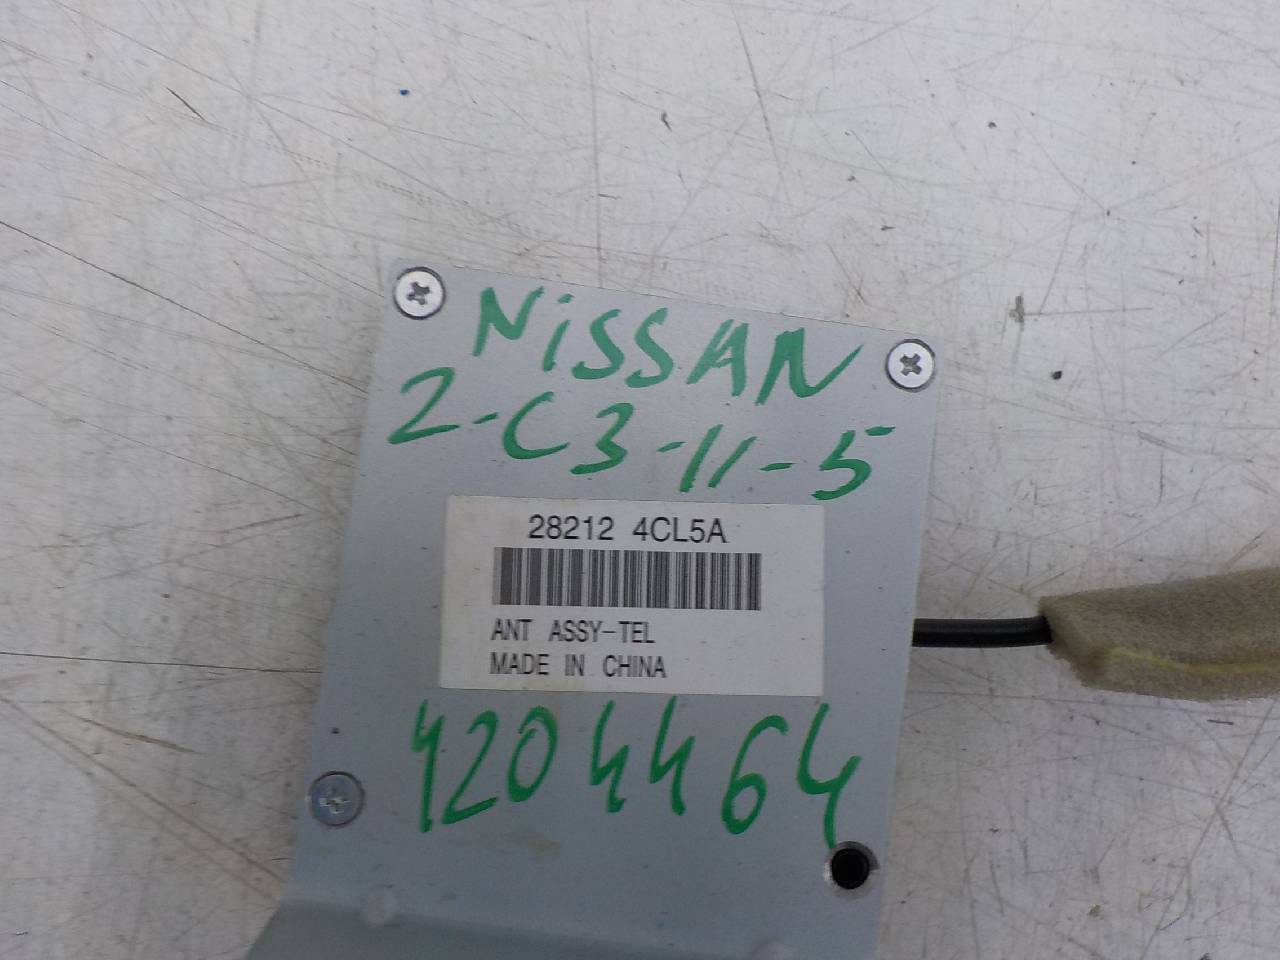 NiSSAN
2-C3-11-5
28212 4CL5A
ANT ASSY-TEL
MADE IN CHINA
4204464